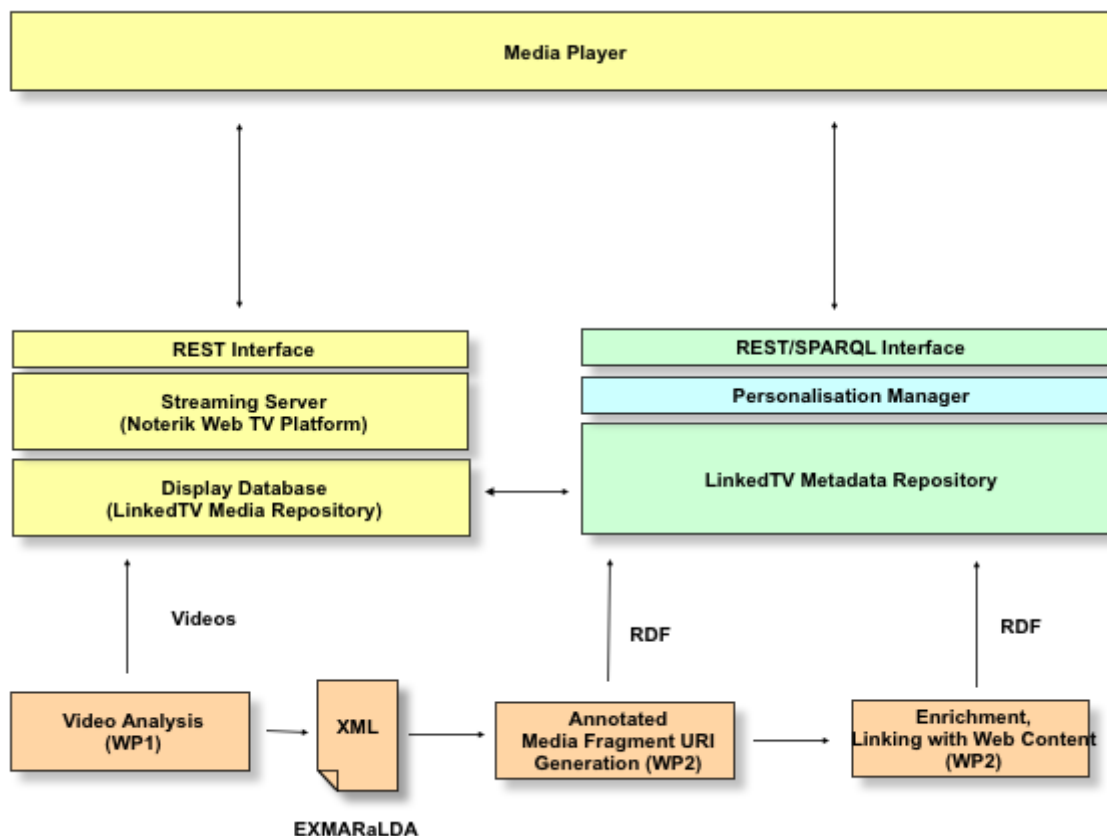 Media Player
REST Interface
Streaming Server
(Noterik Web TV Platform)
Display Database
(LinkedTV Media Repository)
REST/SPARQL Interface
Personalisation Manager
LinkedTV Metadata Repository
Videos
RDF
RDF
Video Analysis
(WP1)
XML
EXMARaLDA
Annotated
Media Fragment URI
Generation (WP2)
Enrichment,
Linking with Web Content
(WP2)